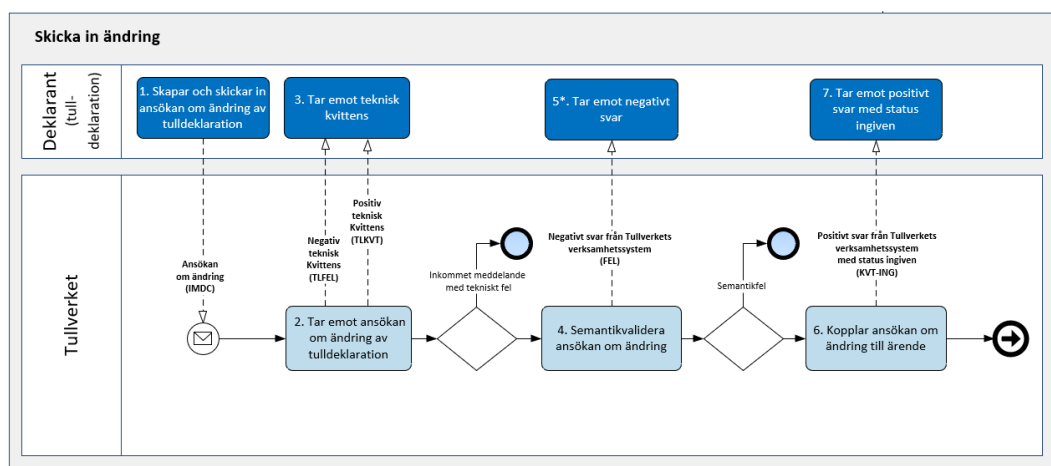 Skicka in ändring
Deklarant
(tull-
deklaration)
1. Skapar och skickar in
ansökan om ändring av
tulldeklaration
3. Tar emot teknisk
kvittens
5*. Tar emot negativt
svar
7. Tar emot positivt
svar med status
ingiven
Tullverket
Ansökan
om ändring
(IMDC)
Negativ
teknisk
Kvittens
(TLFEL)
Positiv
teknisk
Kvittens
(TLKVT)
Inkommet meddelande
med tekniskt fel
Negativt svar från Tullverkets
verksamhetssystem
(FEL)
Semantikfel
Positivt svar från Tullverkets
verksamhetssystem
med status ingiven
(KVT-ING)
2. Tar emot ansökan
om ändring av
tulldeklaration
4. Semantikvalidera
ansökan om ändring
6. Kopplar ansökan om
ändring till ärende